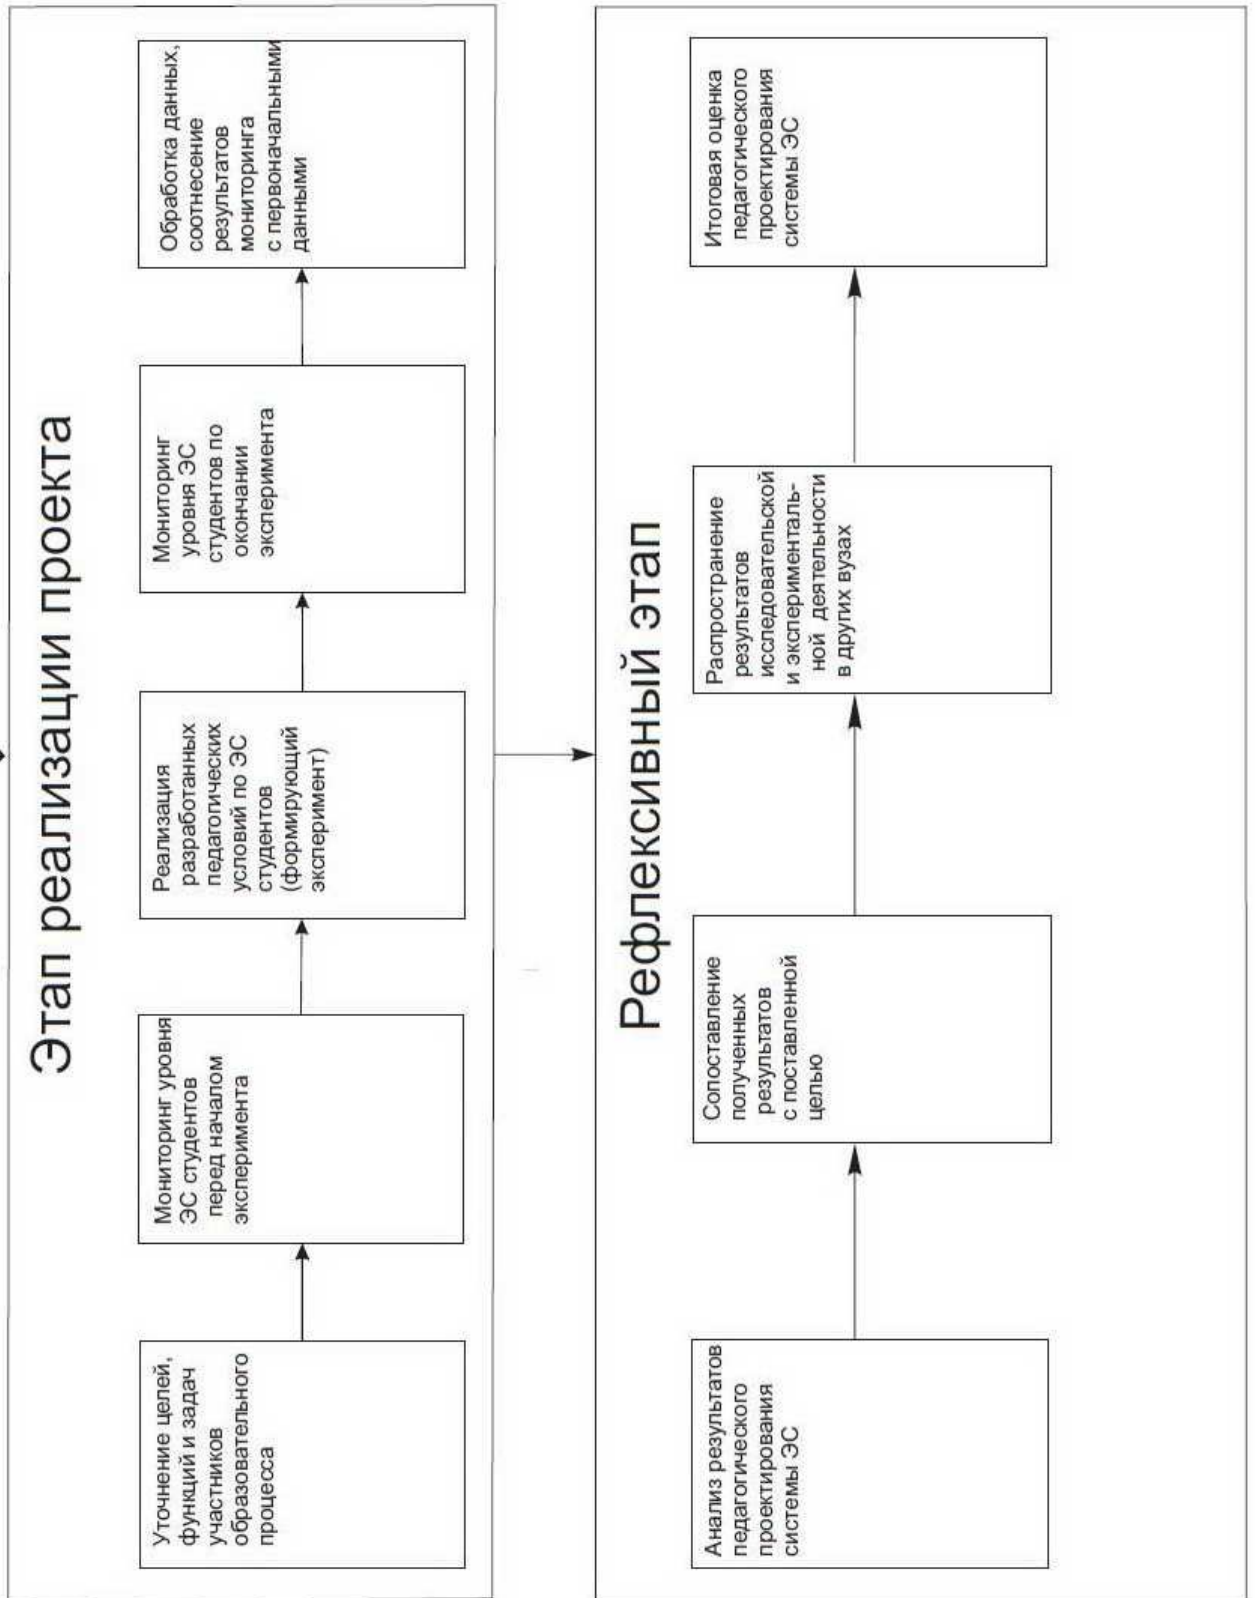 Этап реализации проекта
Уточнение целей,
функций и задач
участников
образовательного
процесса
Мониторинг уровня
ЭС студентов
перед началом
эксперимента
Реализация
разработанных
педагогических
условий по ЭС
студентов
(формирующий
эксперимент)
Мониторинг
уровня ЭС
студентов по
окончании
эксперимента
Обработка данных,
соотнесение
результатов
мониторинга
с первоначальными
данными
Рефлексивный этап
Анализ результатов
педагогического
проектирования
системы ЭС
Сопоставление
полученных
результатов
с поставленной
целью
Распространение
результатов
исследовательской
и эксперименталь-
ной деятельности
в других вузах
Итоговая оценка
педагогического
проектирования
системы ЭС